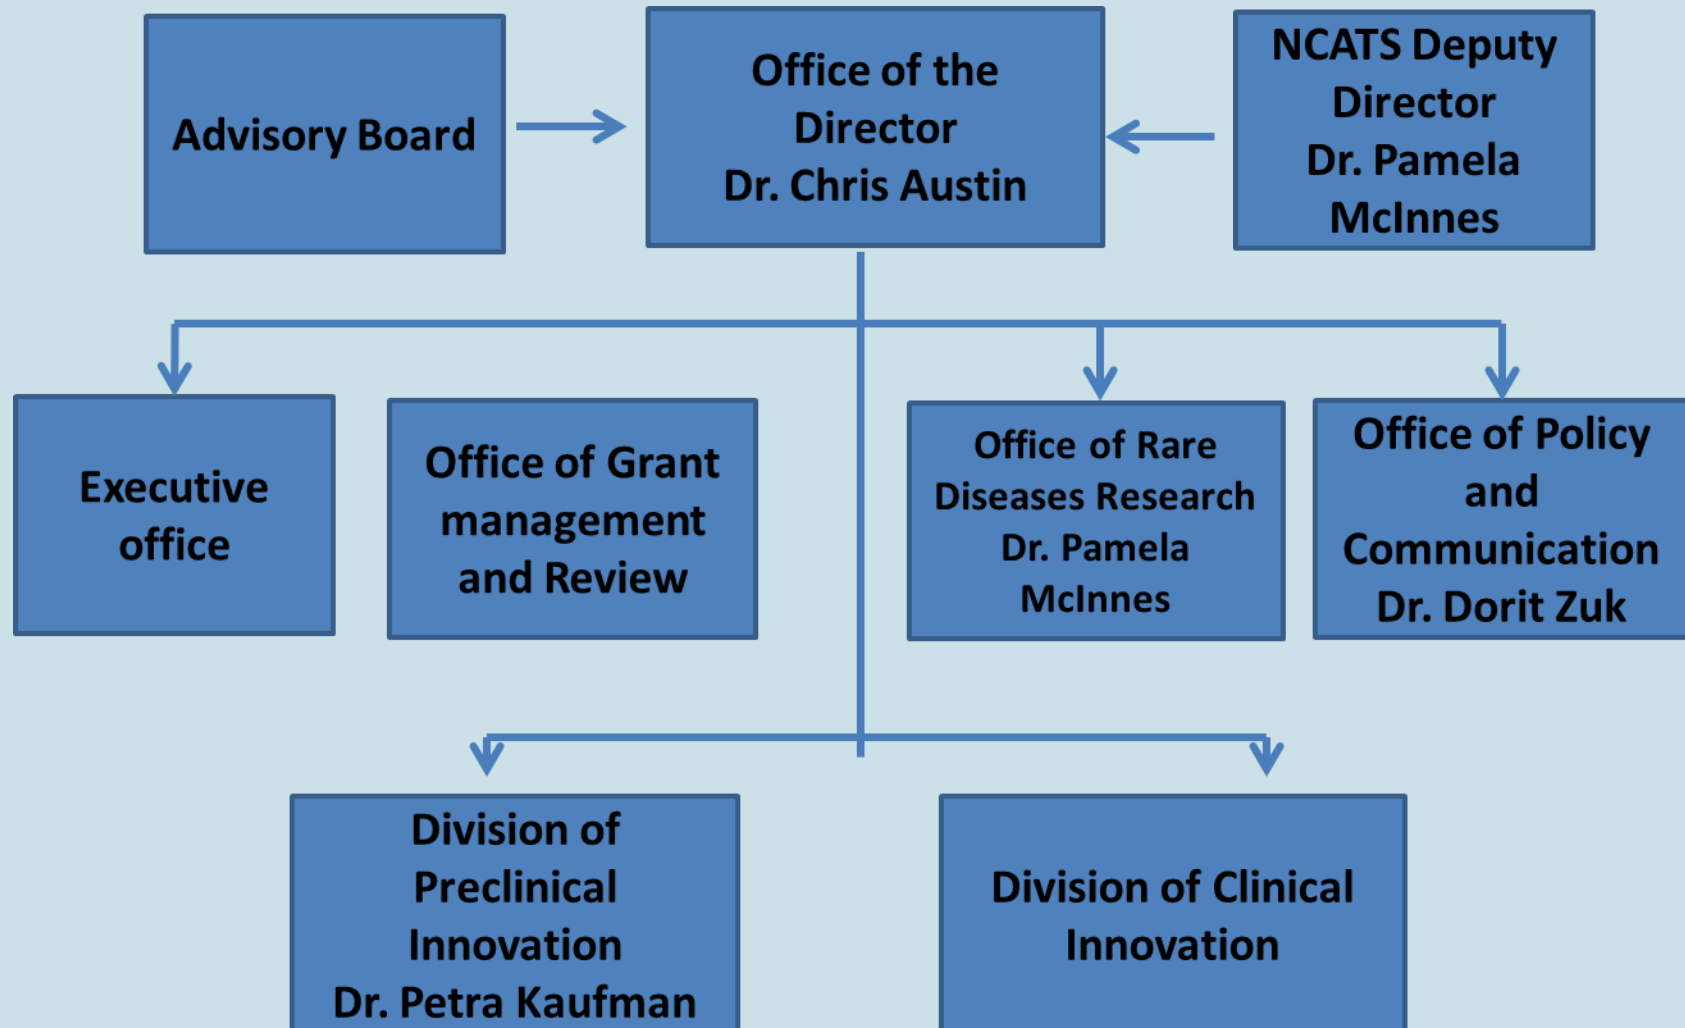 Advisory Board
Office of the
Director
Dr. Chris Austin
NCATS Deputy
Director
Dr. Pamela
McInnes
Executive
office
Office of Grant
management
and Review
Office of Rare
Diseases Research
Dr. Pamela
McInnes
Office of Policy
and
Communication
Dr. Dorit Zuk
Division of
Preclinical
Innovation
Dr. Petra Kaufman
Division of Clinical
Innovation